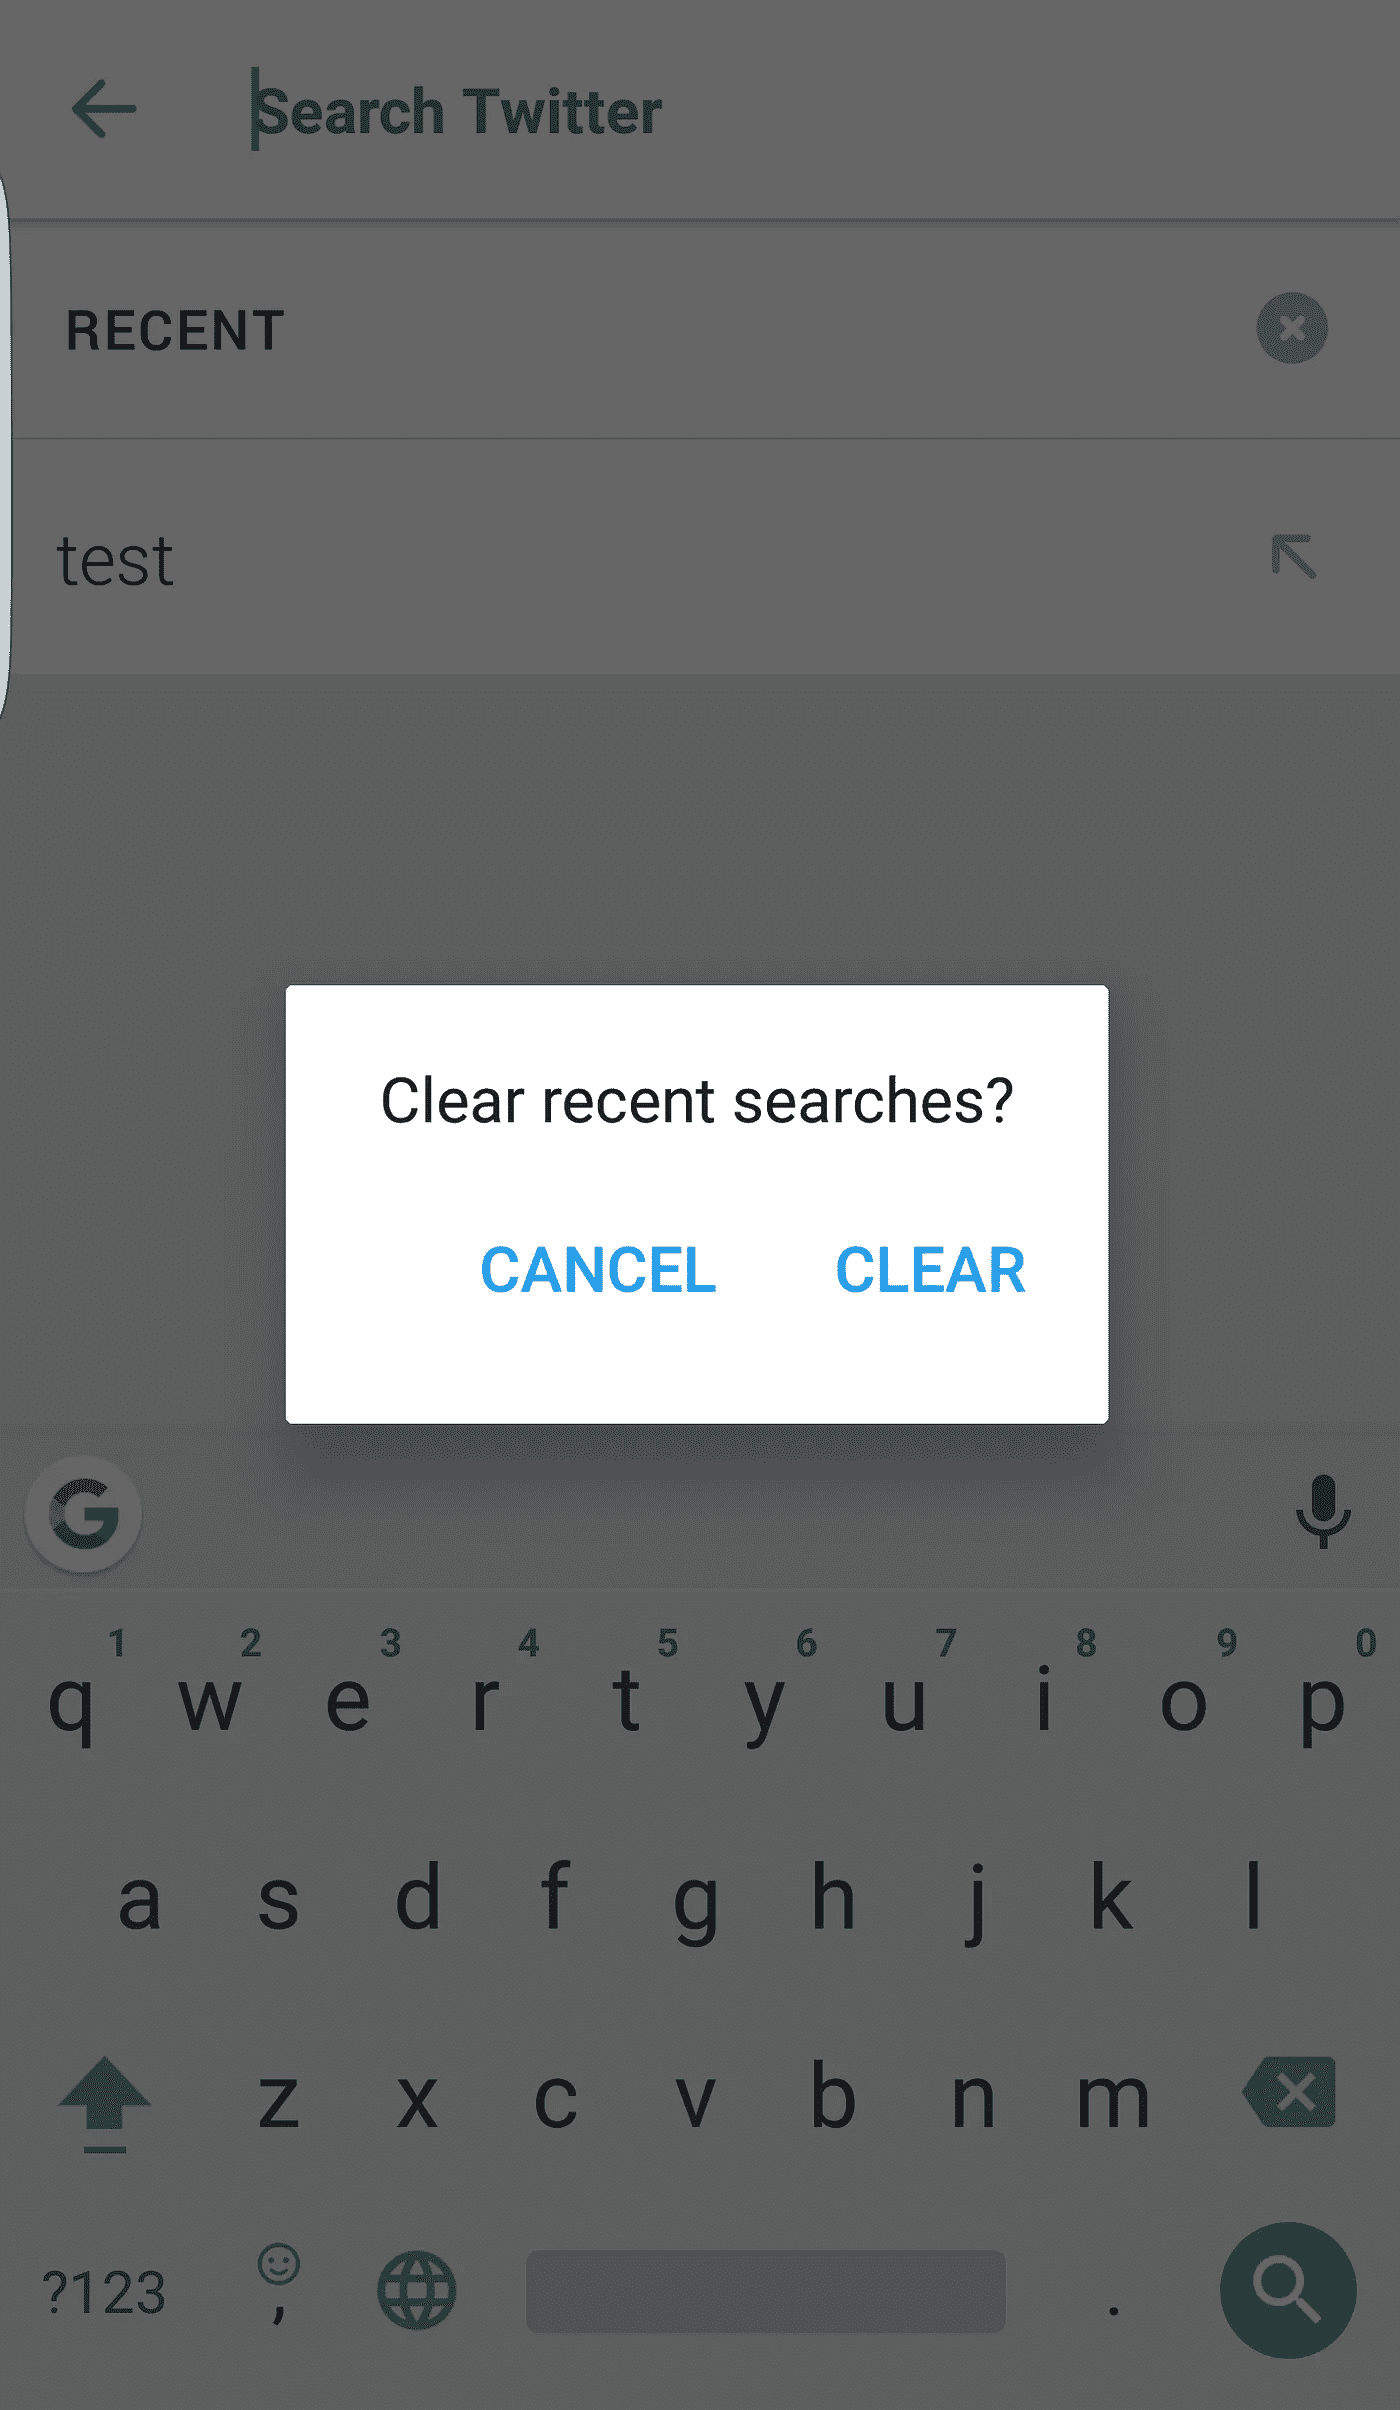 Search Twitter
RECENT
test
Clear recent searches?
CANCEL CLEAR
G
1 2 3 4 5 6 7 8 9 0
q w e r t y u i o p
a s d f g h j k l
z x c v b n m
?123 , .